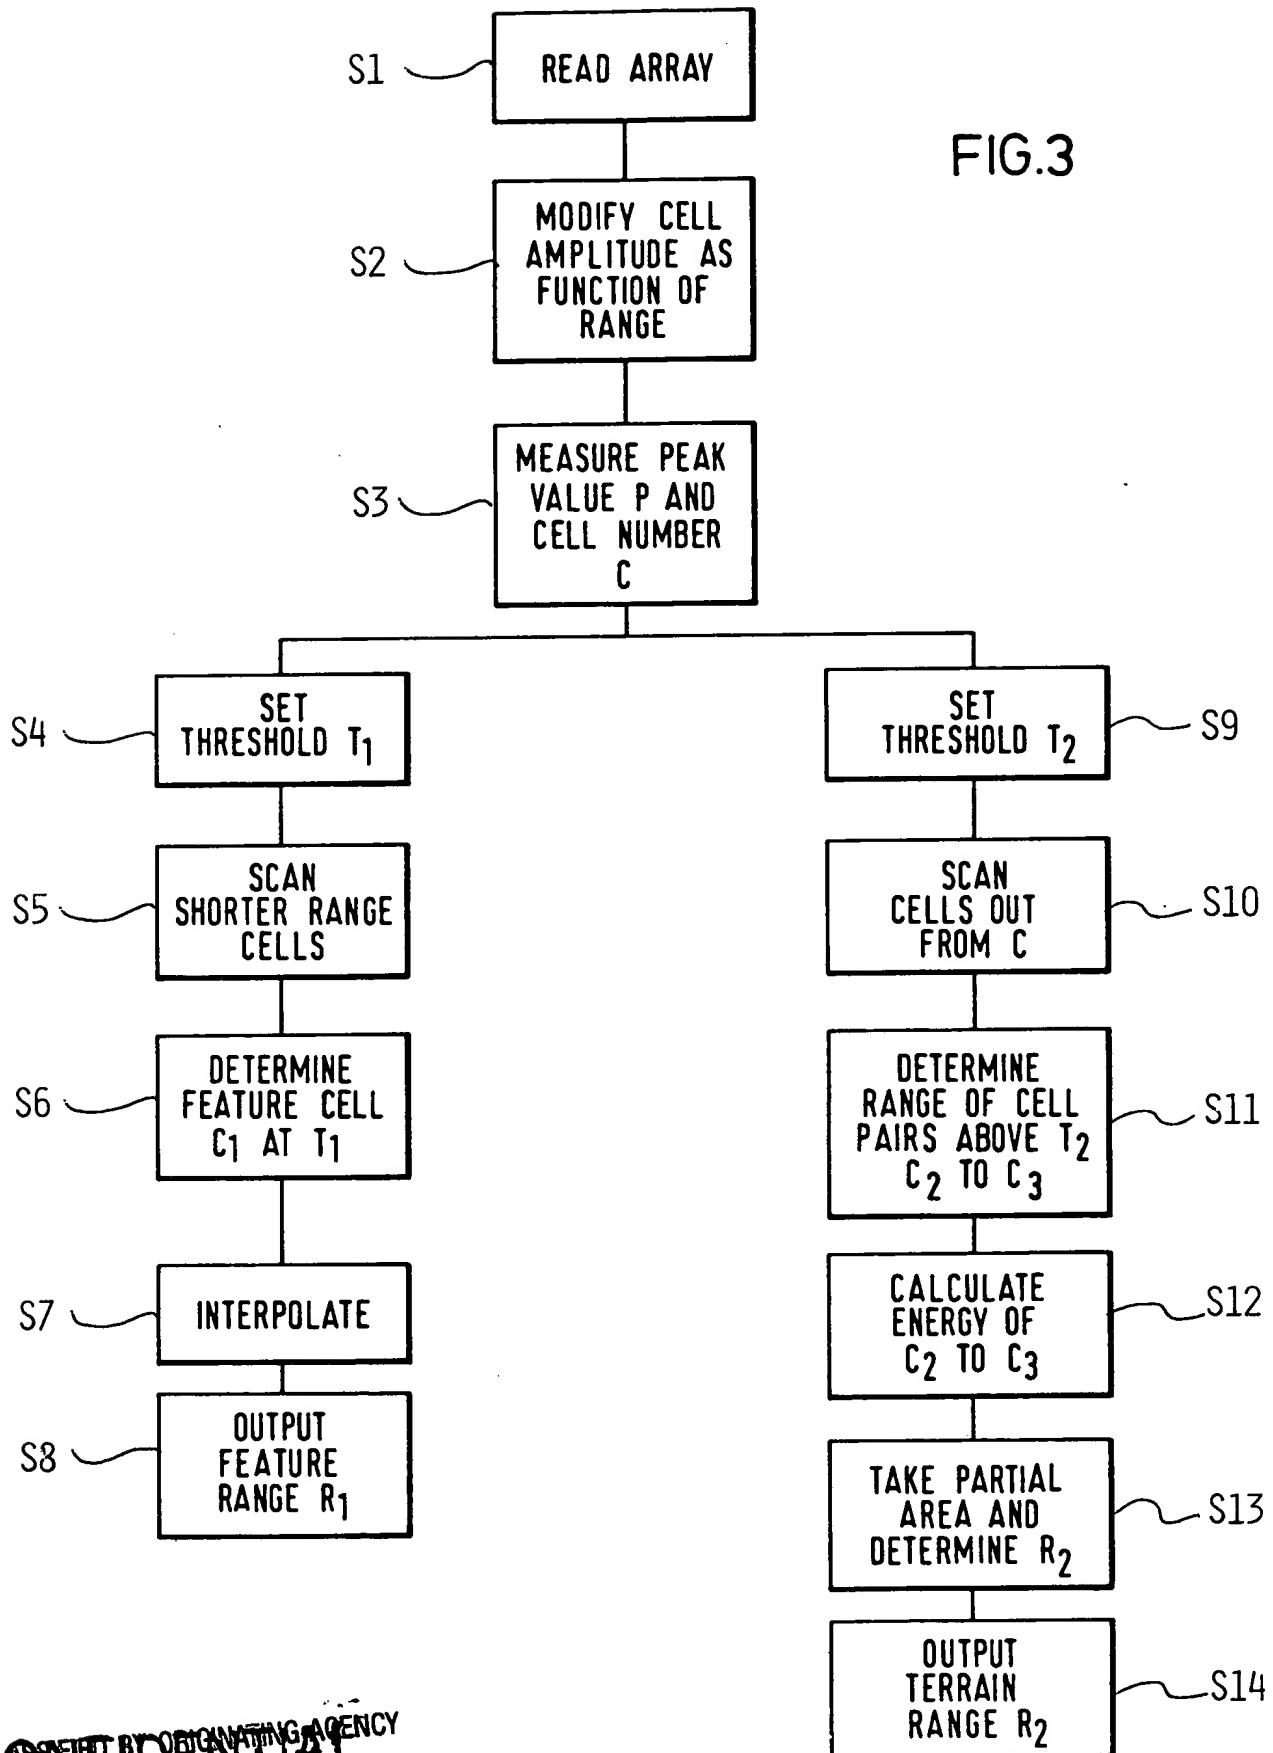 S1
READ ARRAY
FIG.3
S2
MODIFY CELL
AMPLITUDE AS
FUNCTION OF
RANGE
S3
MEASURE PEAK
VALUE P AND
CELL NUMBER
C
S4
SET
THRESHOLD T1
S5
SCAN
SHORTER RANGE
CELLS
S6
DETERMINE
FEATURE CELL
C1 AT T1
S7
INTERPOLATE
S8
OUTPUT
FEATURE
RANGE R1
SET
THRESHOLD T2
S9
SCAN
CELLS OUT
FROM C
S10
DETERMINE
RANGE OF CELL
PAIRS ABOVE T2
C2 TO C3
S11
CALCULATE
ENERGY OF
C2 TO C3
S12
TAKE PARTIAL
AREA AND
DETERMINE R2
S13
OUTPUT
TERRAIN
RANGE R2
S14
BY ORIGINATING AGENCY